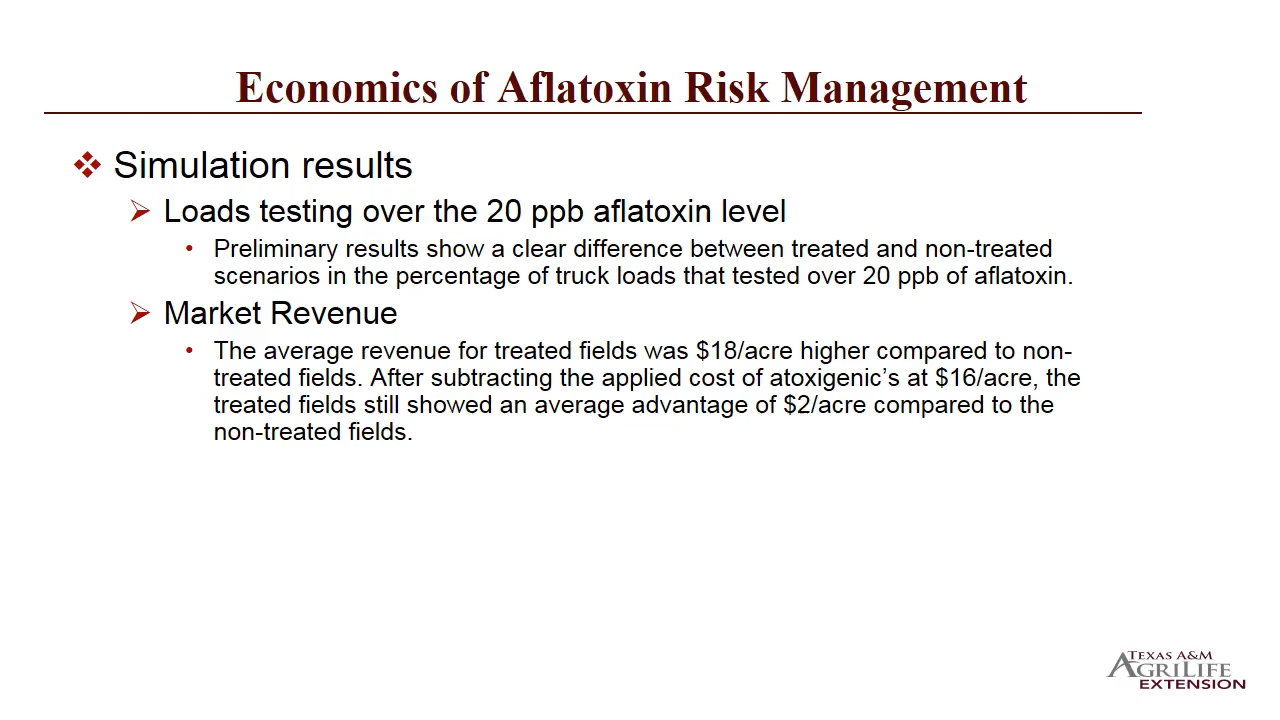 Economics of Aflatoxin Risk Management
Simulation results
Loads testing over the 20 ppb aflatoxin level
Preliminary results show a clear difference between treated and non-treated
scenarios in the percentage of truck loads that tested over 20 ppb of aflatoxin.
Market Revenue
The average revenue for treated fields was $18/acre higher compared to non-
treated fields. After subtracting the applied cost of atoxigenic’s at $16/acre, the
treated fields still showed an average advantage of $2/acre compared to the
non-treated fields.
TEXAS A&M
AGRILIFE
EXTENSION